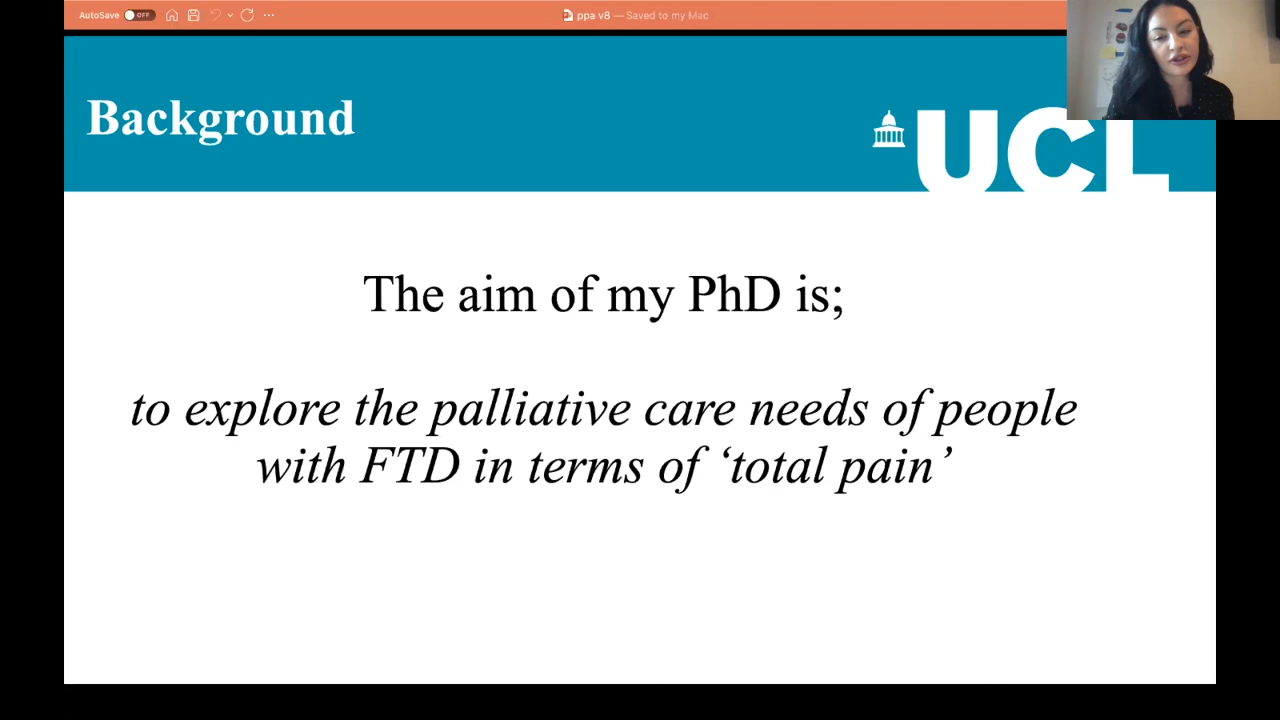 AutoSave OFF
ppa v8 — Saved to my Mac
Background
UCL
The aim of my PhD is;
to explore the palliative care needs of people
with FTD in terms of ‘total pain’